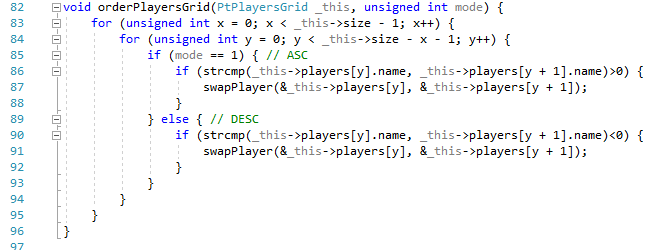 82 void orderPlayersGrid(PtPlayersGrid _this, unsigned int mode) {
83 for (unsigned int x = 0; x < _this->size - 1; x++) {
84 for (unsigned int y = 0; y < _this->size - x - 1; y++) {
85 if (mode == 1) { // ASC
86 if (strcmp(_this->players[y].name, _this->players[y + 1].name)>0) {
87 swapPlayer(&_this->players[y], &_this->players[y + 1]);
88 }
89 } else { // DESC
90 if (strcmp(_this->players[y].name, _this->players[y + 1].name)<0) {
91 swapPlayer(&_this->players[y], &_this->players[y + 1]);
92 }
93 }
94 }
95 }
96 }
97